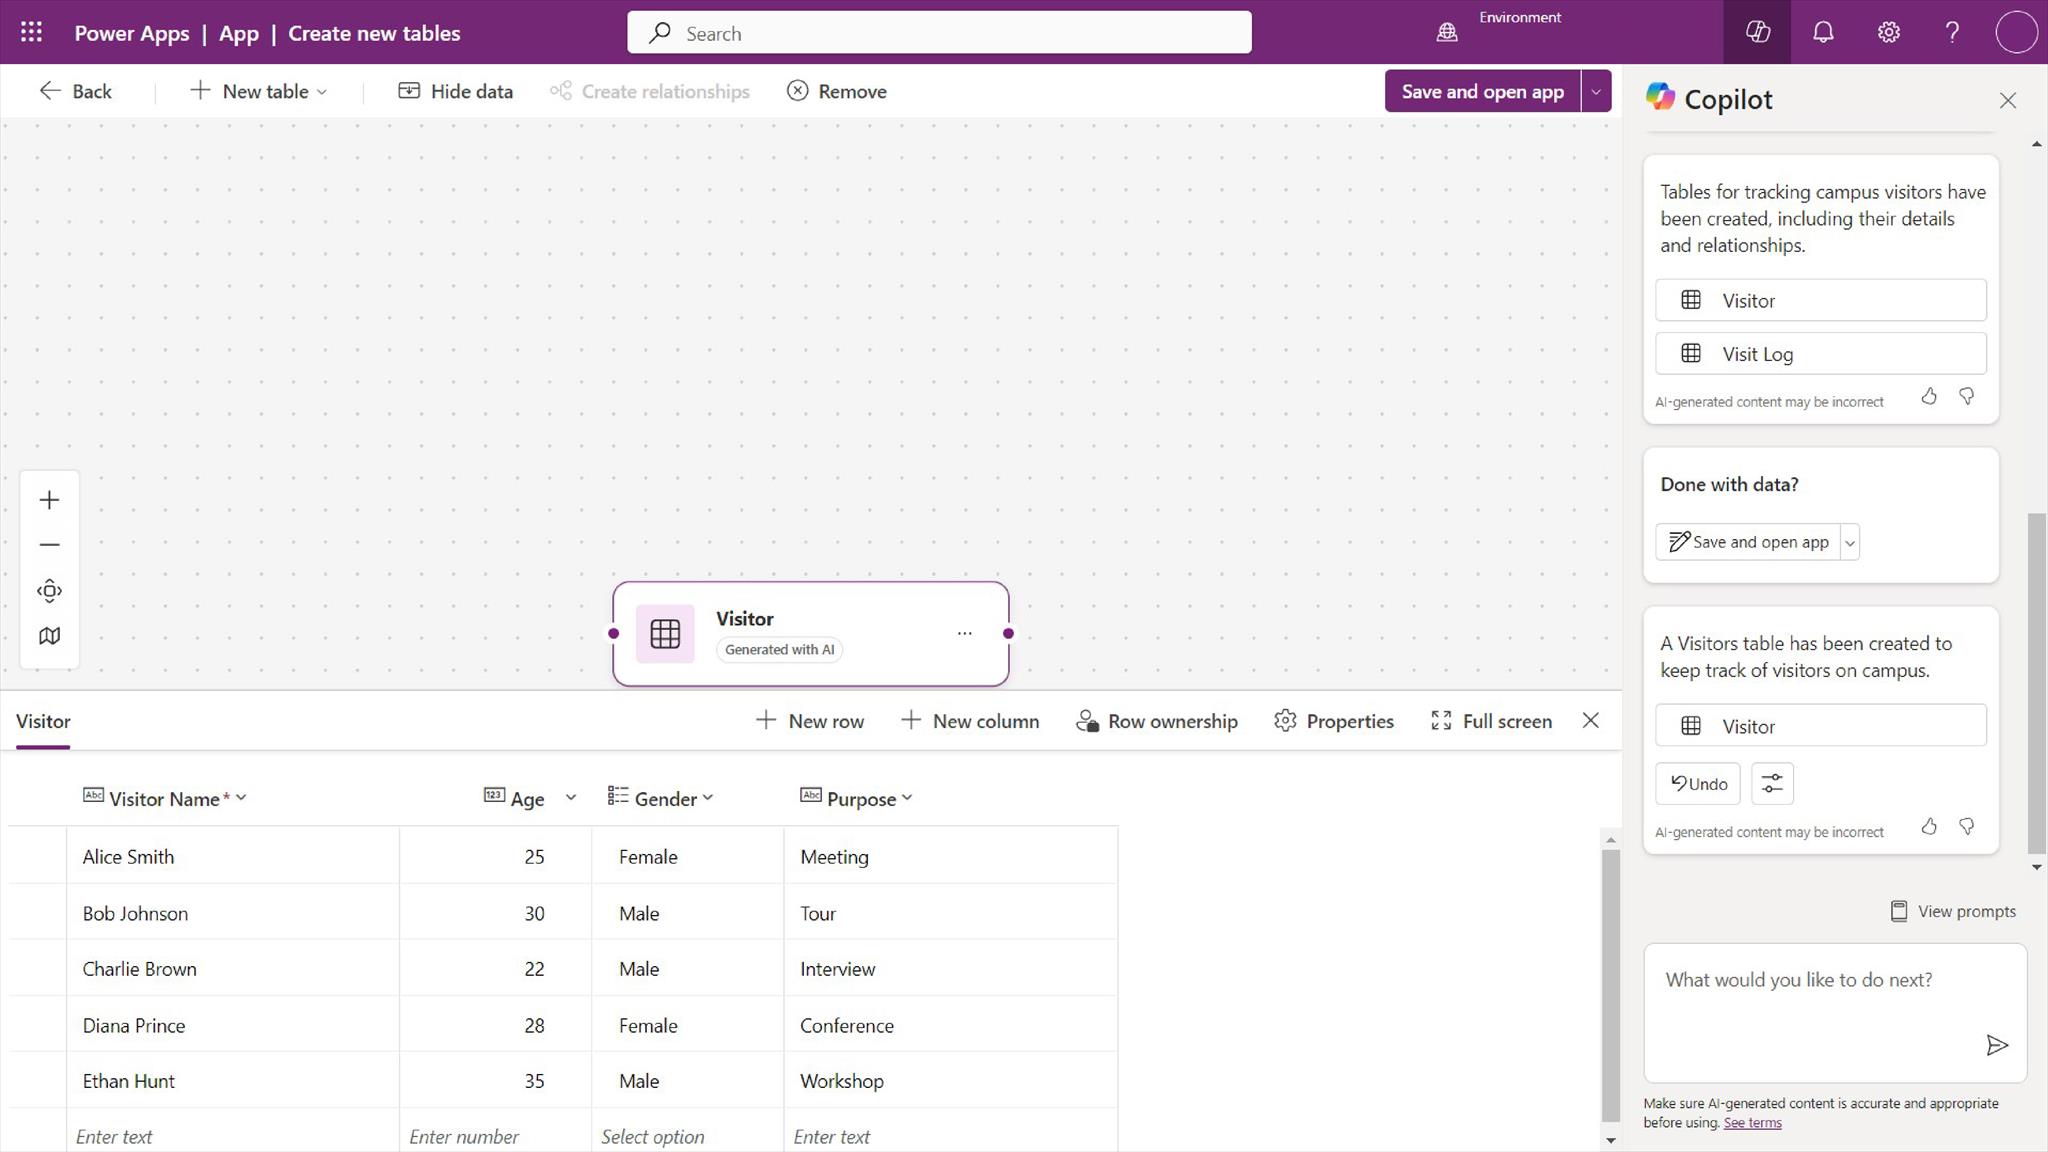 Power Apps | App | Create new tables
Search
Environment
Back
New table
Hide data
Create relationships
Remove
Save and open app
Visitor
Generated with AI
...
Visitor
New row
New column
Row ownership
Properties
Full screen
Abc Visitor Name*
123 Age
Gender
Abc Purpose
Alice Smith 25 Female Meeting
Bob Johnson 30 Male Tour
Charlie Brown 22 Male Interview
Diana Prince 28 Female Conference
Ethan Hunt 35 Male Workshop
Enter text Enter number Select option Enter text
Copilot
Tables for tracking campus visitors have
been created, including their details
and relationships.
Visitor
Visit Log
AI-generated content may be incorrect
Done with data?
Save and open app
A Visitors table has been created to
keep track of visitors on campus.
Visitor
Undo
AI-generated content may be incorrect
View prompts
What would you like to do next?
Make sure AI-generated content is accurate and appropriate
before using. See terms